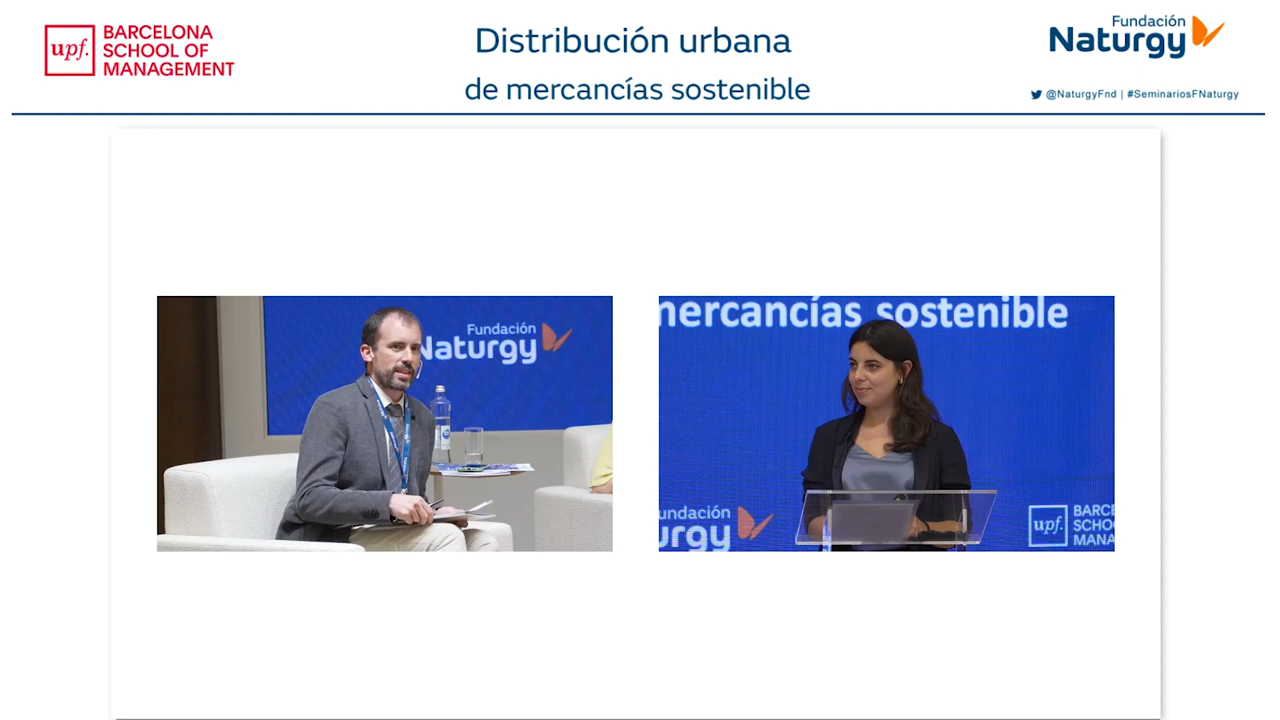 upf.
BARCELONA
SCHOOL OF
MANAGEMENT
Distribución urbana
de mercancías sostenible
Fundación
Naturgy
@NaturgyFnd | #SeminariosFNaturgy
Fundación
Naturgy
mercancías sostenible
undación
urgy
upf.
BARCE
SCHOO
MANA